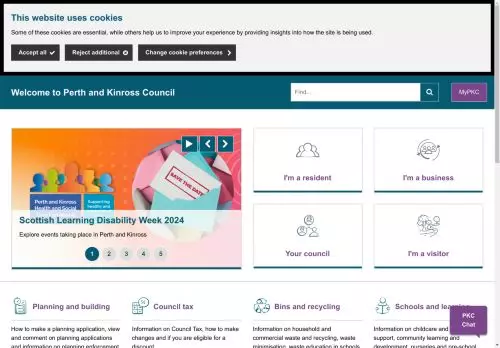 This website uses cookies
Some of these cookies are essential, while others help us to improve your experience by providing insights into how the site is being used.
Accept all
Reject additional
Change cookie preferences
Welcome to Perth and Kinross Council
Find...
MyPKC
SAVE THE DATE
Perth and Kinross
Health and Social
Supporting
healthy and
Scottish Learning Disability Week 2024
Explore events taking place in Perth and Kinross
1 2 3 4 5
I'm a resident
I'm a business
Your council
I'm a visitor
Planning and building
How to make a planning application, view
and comment on planning applications
and information on planning enforcement
Council tax
Information on Council Tax, how to make
changes and if you are eligible for a
discount
Bins and recycling
Information on household and
commercial waste and recycling, waste
minimisation, waste education in schools
Schools and learning
Information on childcare and
support, community learning and
development, nurseries and pre-school
PKC
Chat